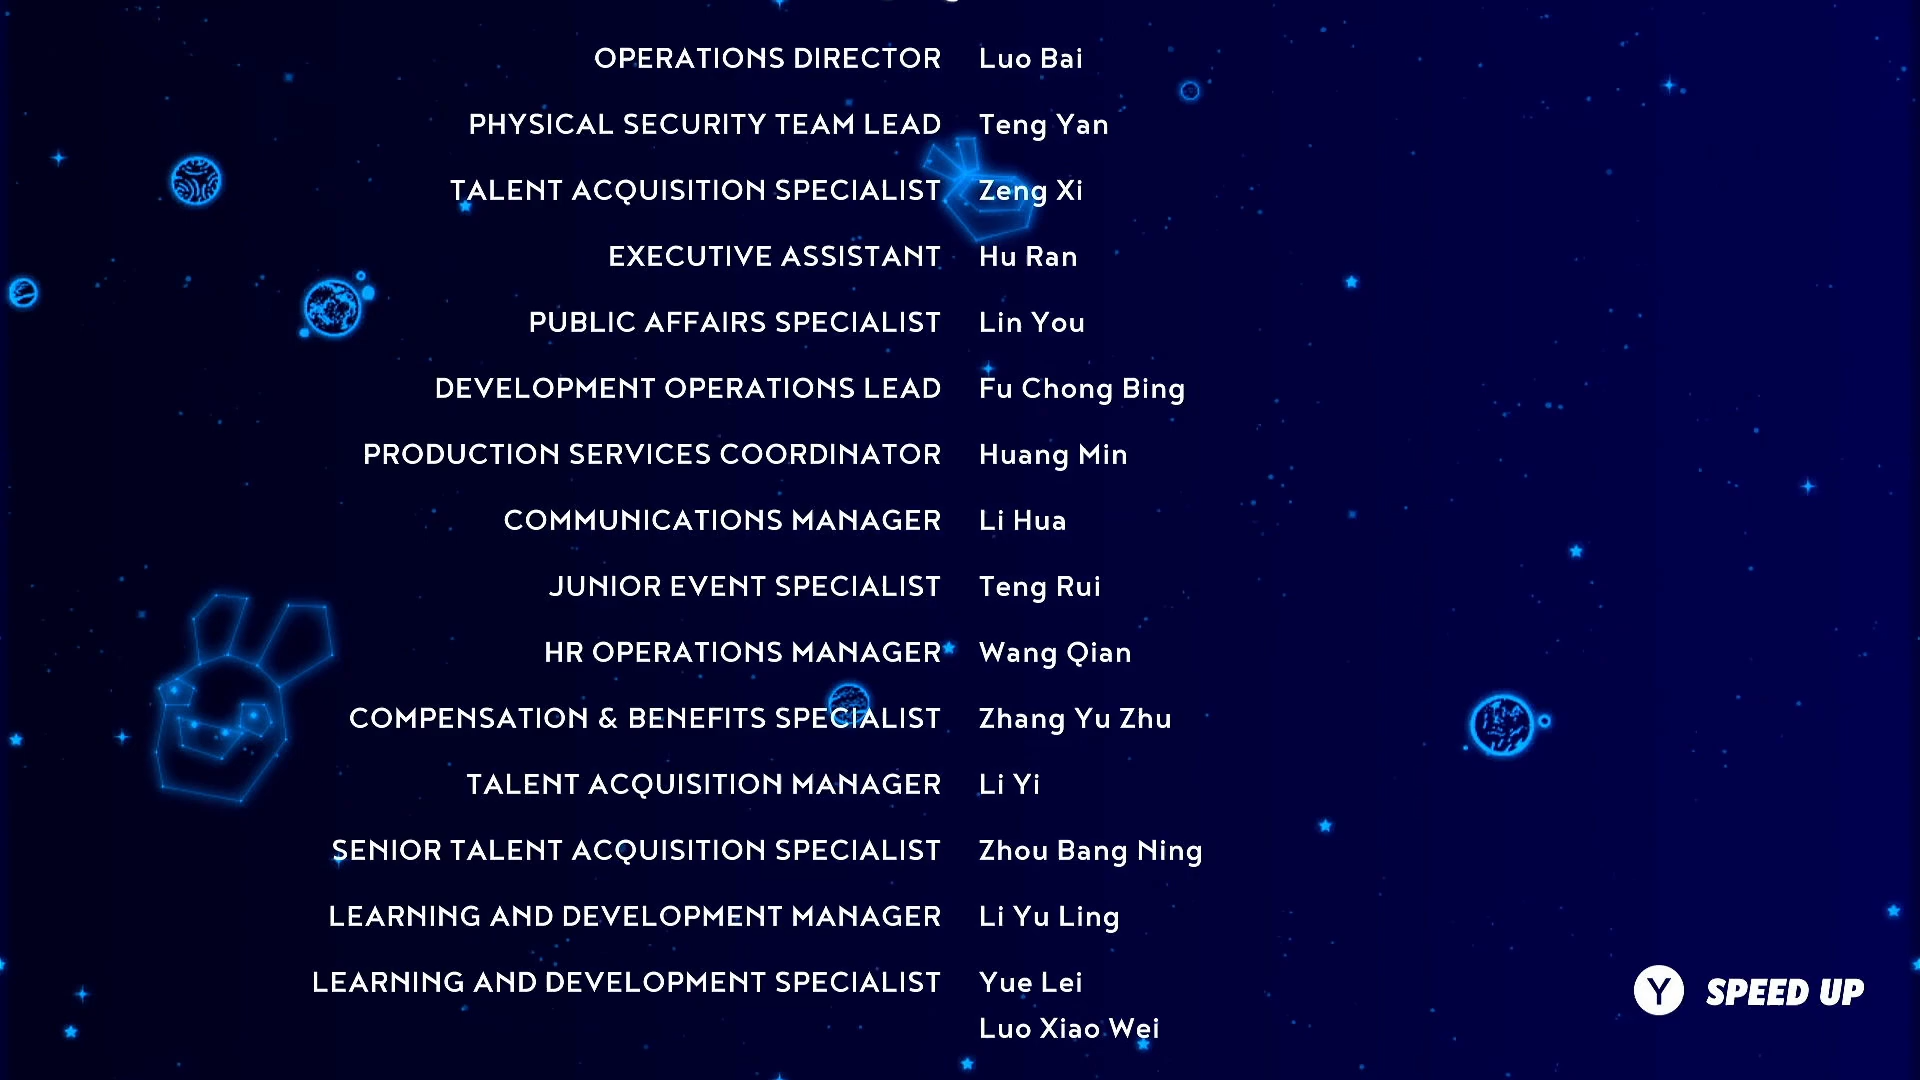 OPERATIONS DIRECTOR Luo Bai
PHYSICAL SECURITY TEAM LEAD Teng Yan
TALENT ACQUISITION SPECIALIST Zeng Xi
EXECUTIVE ASSISTANT Hu Ran
PUBLIC AFFAIRS SPECIALIST Lin You
DEVELOPMENT OPERATIONS LEAD Fu Chong Bing
PRODUCTION SERVICES COORDINATOR Huang Min
COMMUNICATIONS MANAGER Li Hua
JUNIOR EVENT SPECIALIST Teng Rui
HR OPERATIONS MANAGER Wang Qian
COMPENSATION & BENEFITS SPECIALIST Zhang Yu Zhu
TALENT ACQUISITION MANAGER Li Yi
SENIOR TALENT ACQUISITION SPECIALIST Zhou Bang Ning
LEARNING AND DEVELOPMENT MANAGER Li Yu Ling
LEARNING AND DEVELOPMENT SPECIALIST Yue Lei
Luo Xiao Wei
Y SPEED UP